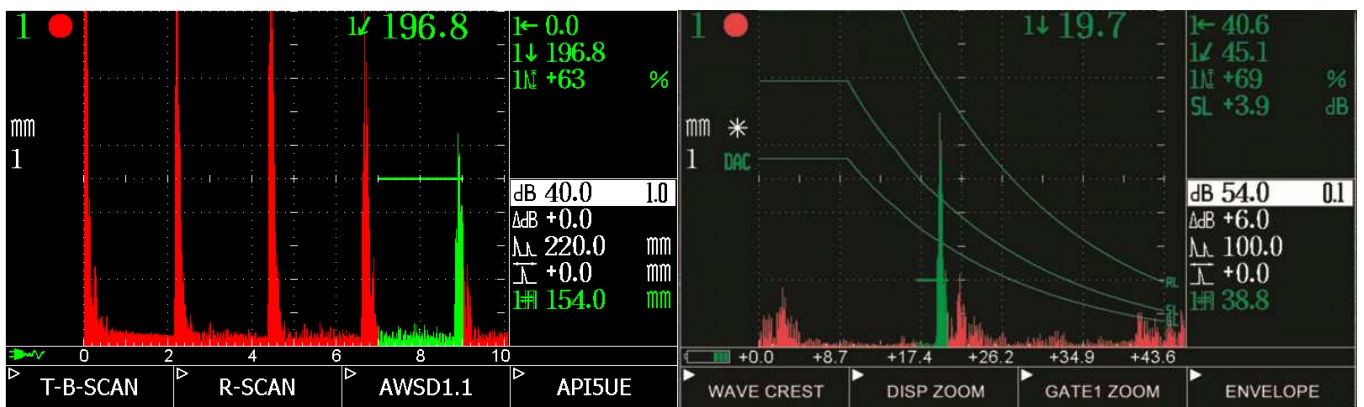 1 1 196.8
1 0.0
1 196.8
1 +63 %
mm
1
dB 40.0 1.0
ΔdB +0.0
220.0 mm
+0.0 mm
1 154.0 mm
0 2 4 6 8 10
T-B-SCAN R-SCAN AWSD1.1 API5UE
1 1↓ 19.7
1← 40.6
1 45.1
1 +69 %
SL +3.9 dB
mm
1 DAC
RL
SL
dB 54.0 0.1
ΔdB +6.0
100.0
+0.0
1 38.8
+0.0 +8.7 +17.4 +26.2 +34.9 +43.6
WAVE CREST DISP ZOOM GATE1 ZOOM ENVELOPE